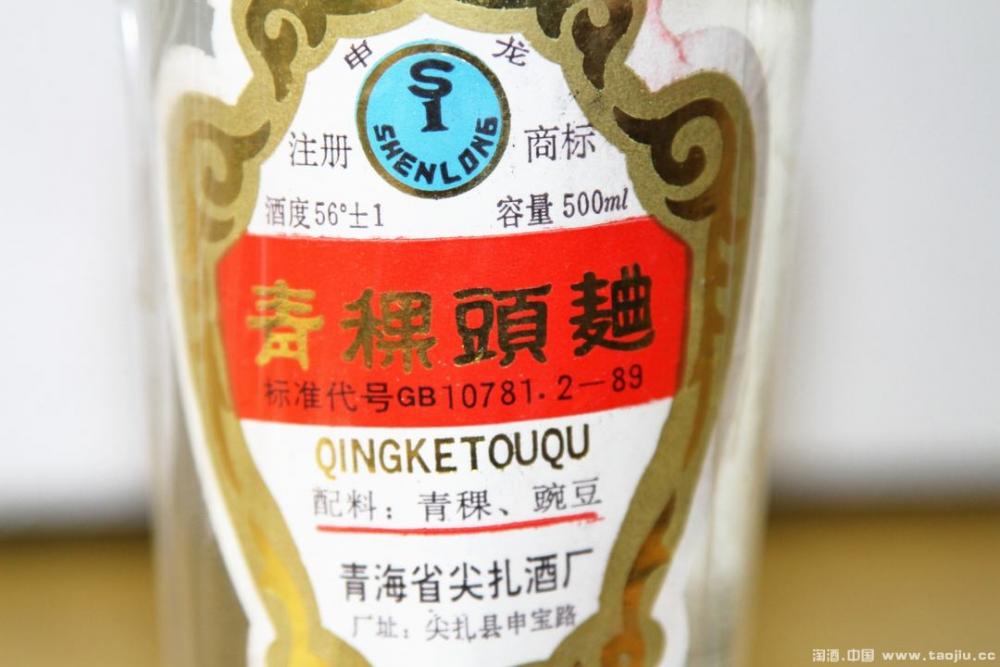 申 龙
SL
SHENLONG
注册 商标
酒度56°±1 容量500ml
青稞頭麯
标准代号GB10781.2—89
QINGKETOUQU
配料：青稞、豌豆
青海省尖扎酒厂
厂址：尖扎县申宝路
淘酒.中国 www.taojiu.cc